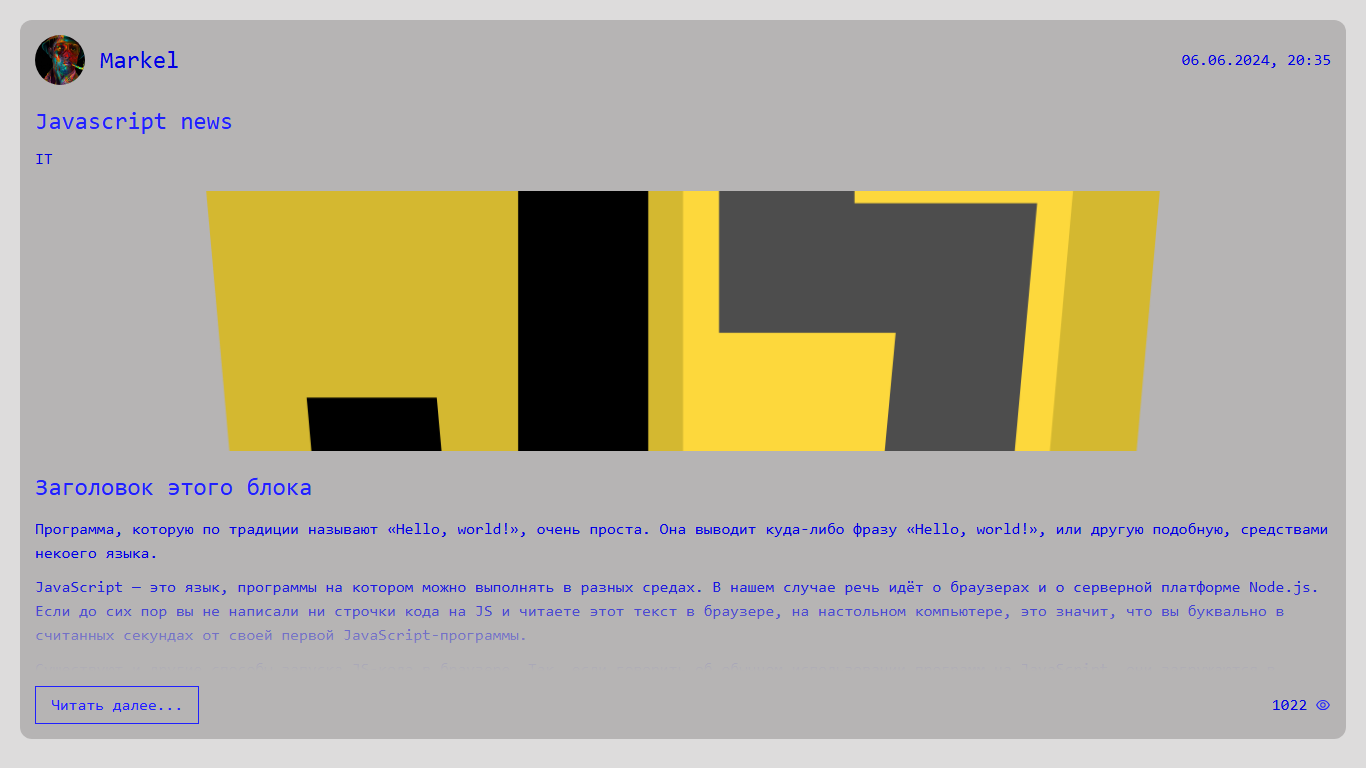 Markel
06.06.2024, 20:35
Javascript news
IT
Заголовок этого блока
Программа, которую по традиции называют «Hello, world!», очень проста. Она выводит куда-либо фразу «Hello, world!», или другую подобную, средствами
некоего языка.
JavaScript — это язык, программы на котором можно выполнять в разных средах. В нашем случае речь идёт о браузерах и о серверной платформе Node.js.
Если до сих пор вы не написали ни строчки кода на JS и читаете этот текст в браузере, на настольном компьютере, это значит, что вы буквально в
считанных секундах от своей первой JavaScript-программы.
Читать далее...
1022